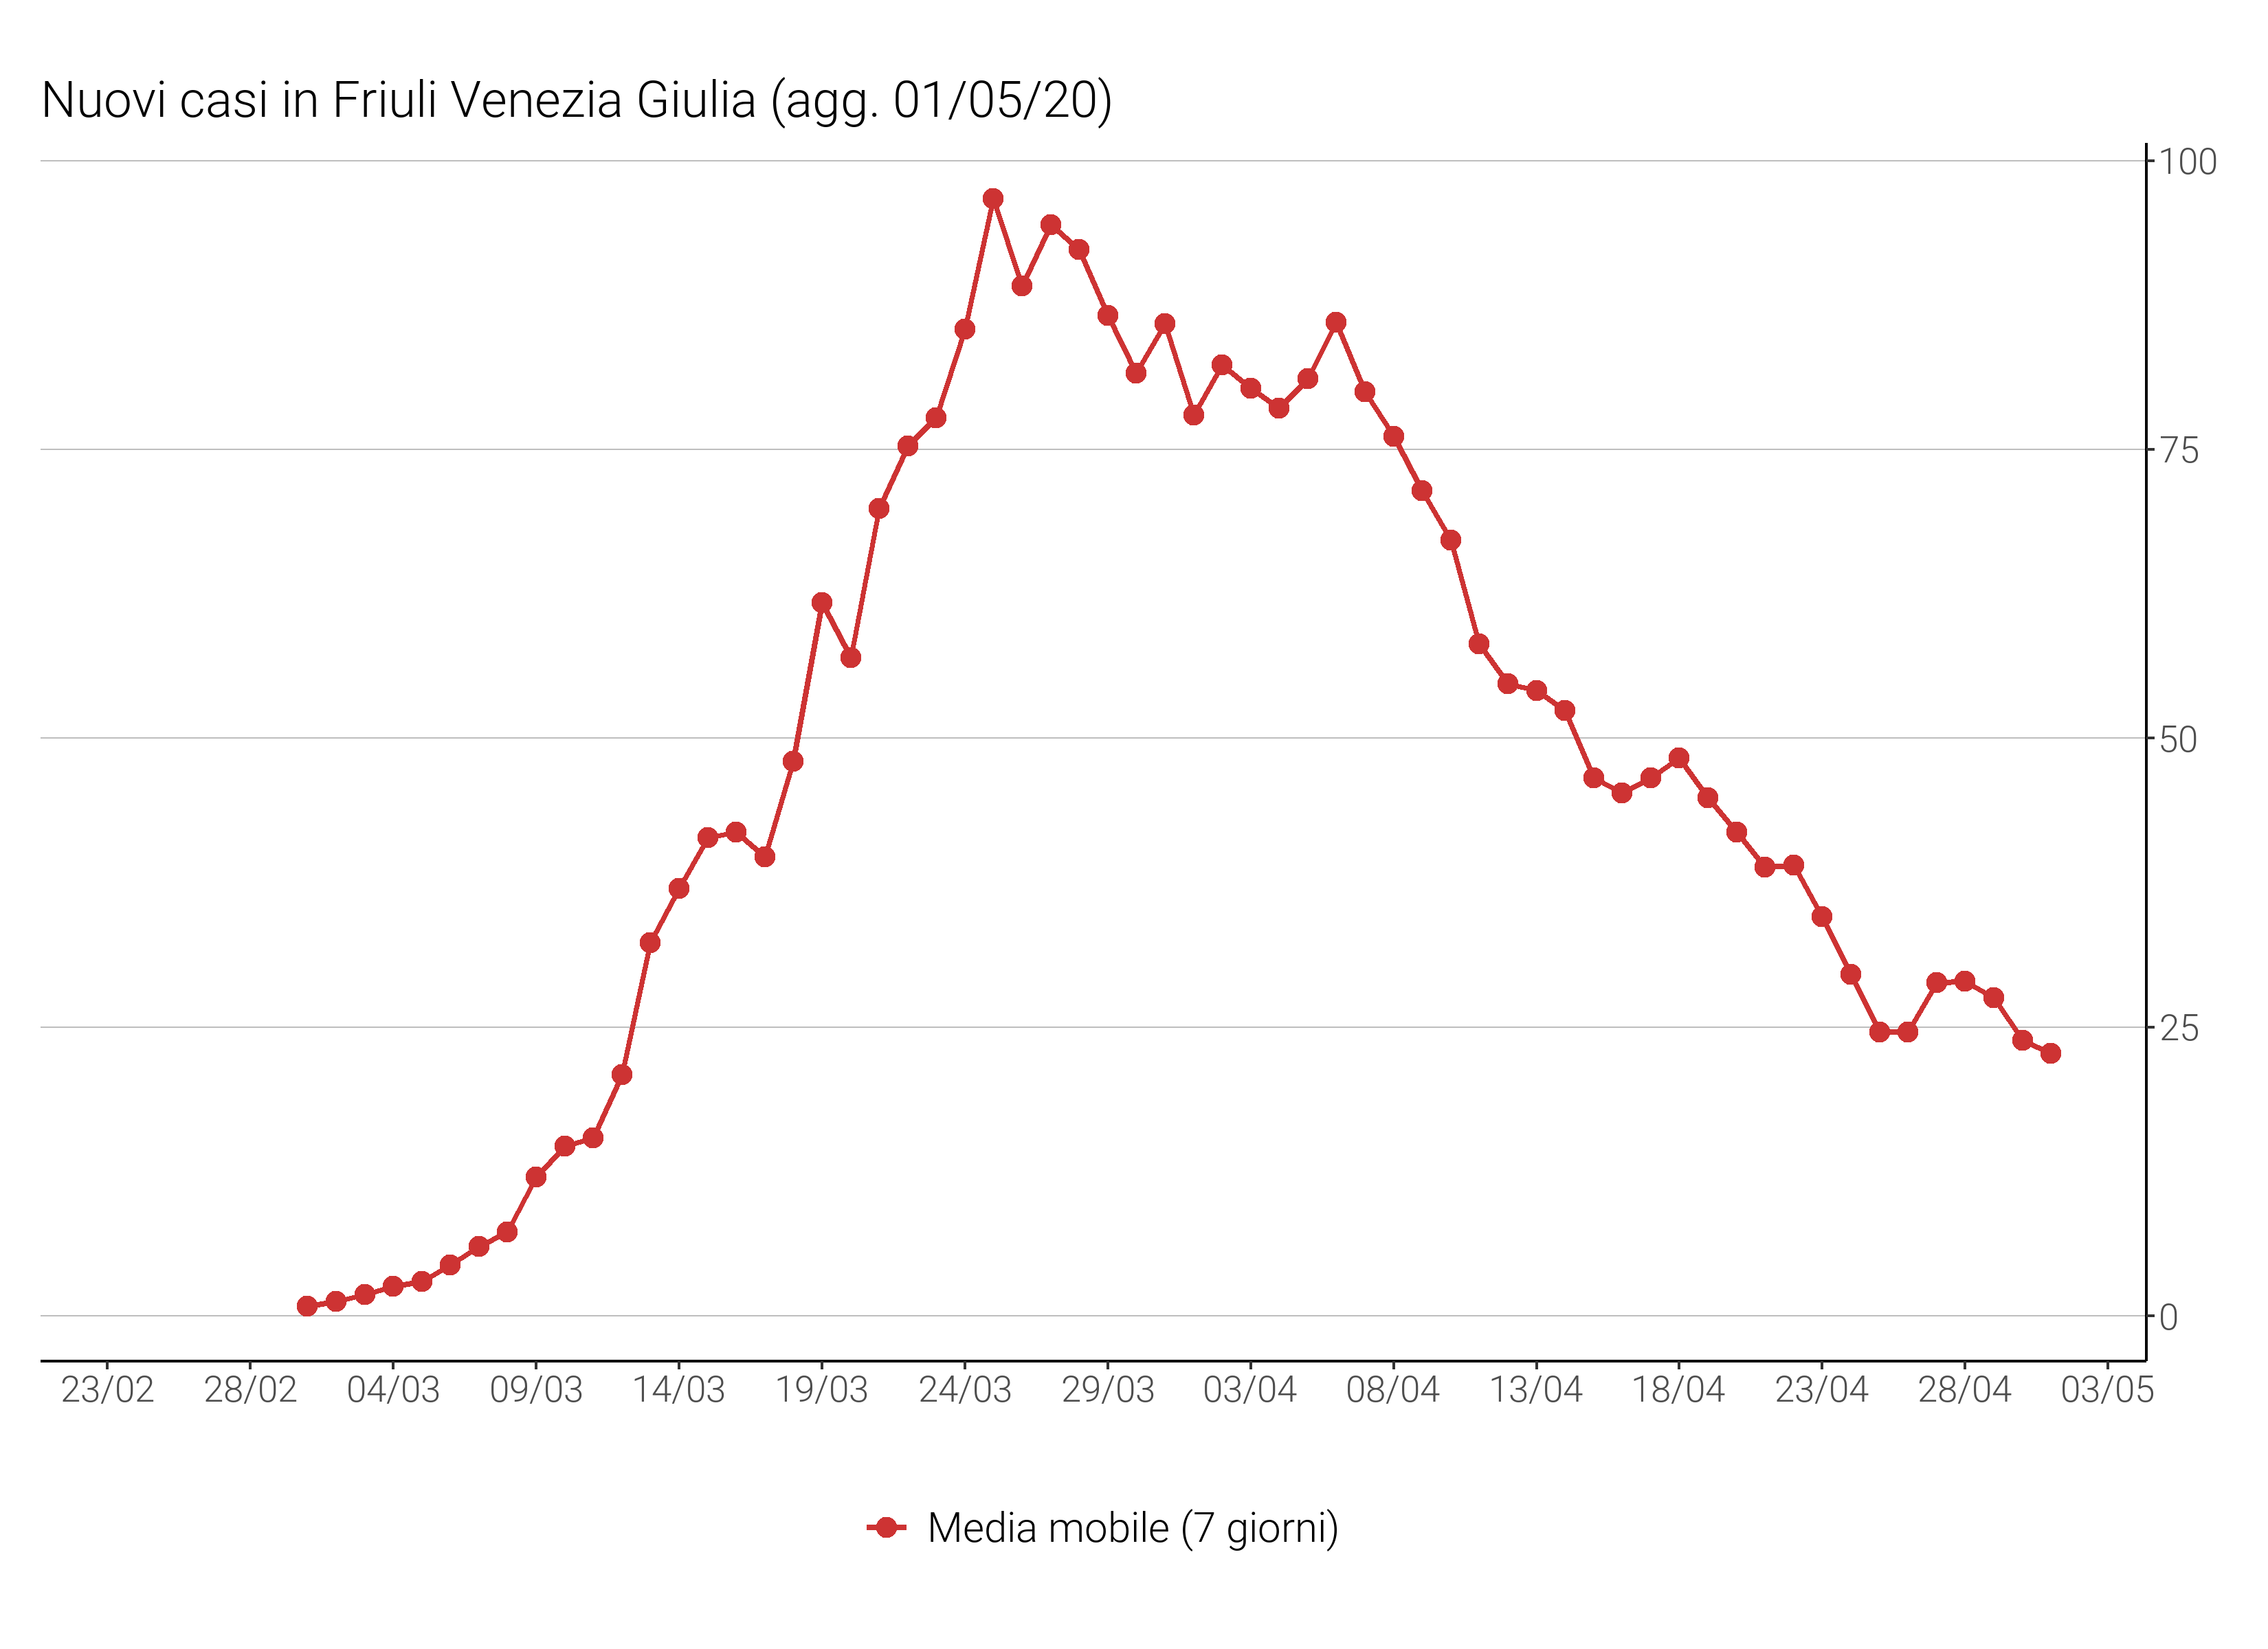 Nuovi casi in Friuli Venezia Giulia (agg. 01/05/20)
100
75
50
25
0
23/02 28/02 04/03 09/03 14/03 19/03 24/03 29/03 03/04 08/04 13/04 18/04 23/04 28/04 03/05
Media mobile (7 giorni)